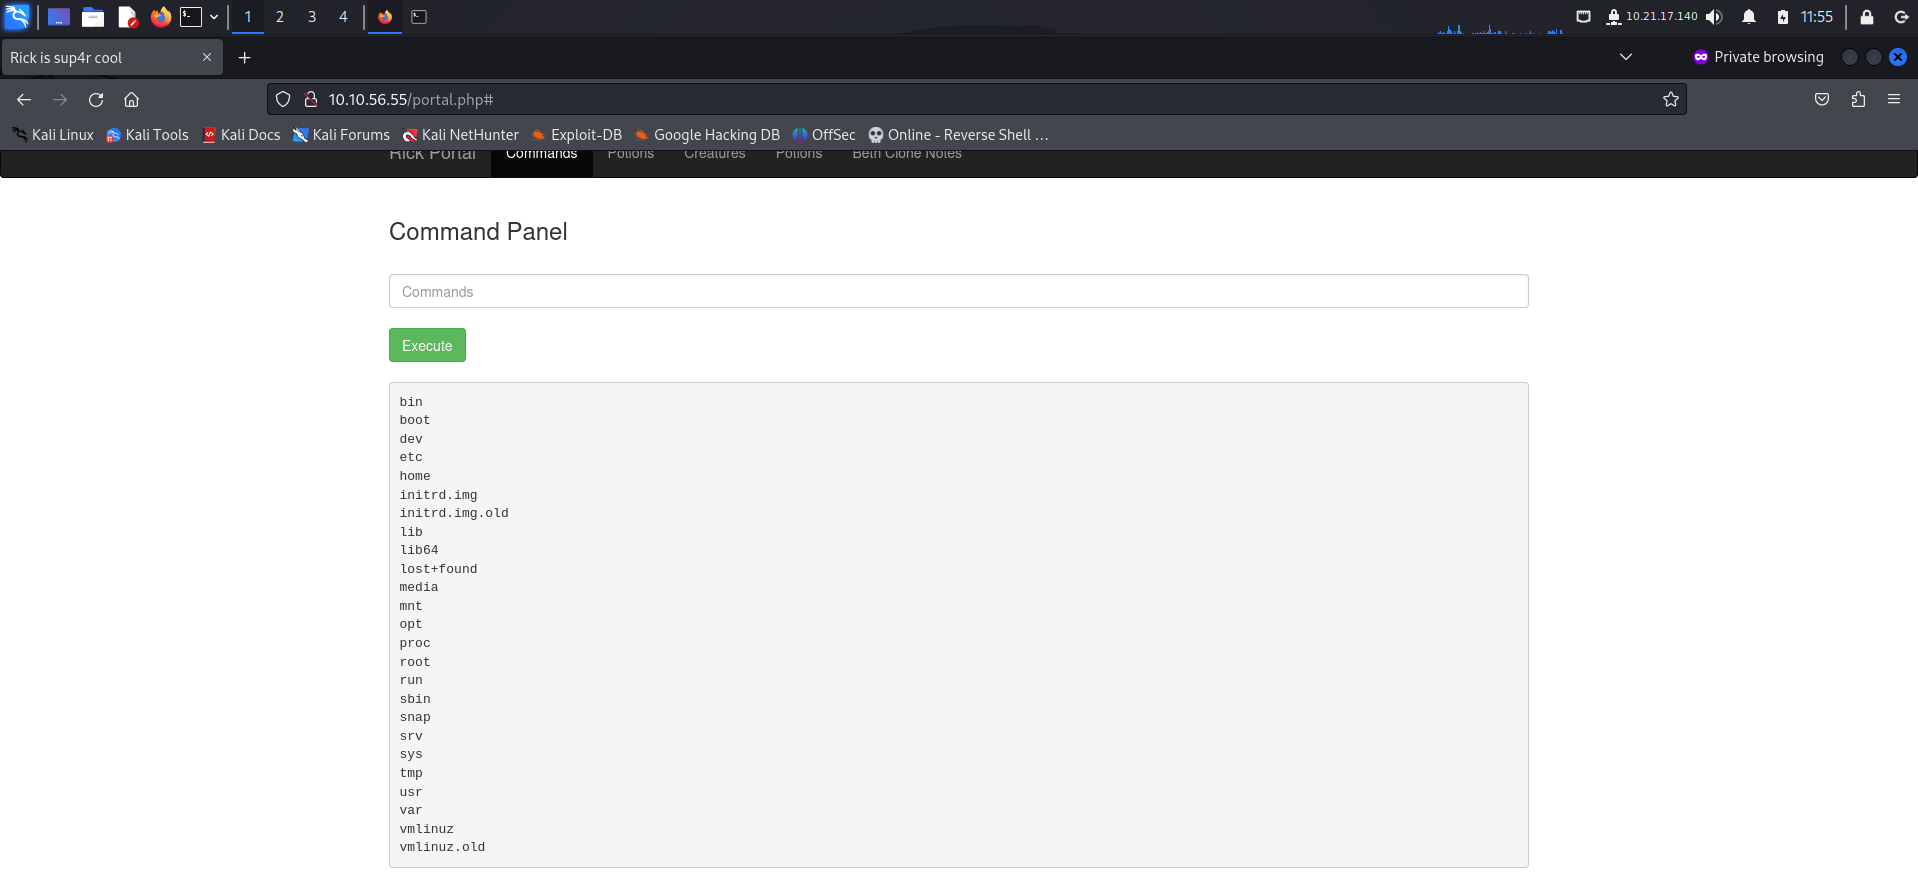 1 2 3 4 10.21.17.140 11:55
Rick is sup4r cool Private browsing
10.10.56.55/portal.php#
Kali Linux Kali Tools Kali Docs Kali Forums Kali NetHunter Exploit-DB Google Hacking DB OffSec Online - Reverse Shell …
Rick Portal Commands Potions Creatures Potions Beth Clone Notes
Command Panel
Commands
Execute
bin
boot
dev
etc
home
initrd.img
initrd.img.old
lib
lib64
lost+found
media
mnt
opt
proc
root
run
sbin
snap
srv
sys
tmp
usr
var
vmlinuz
vmlinuz.old